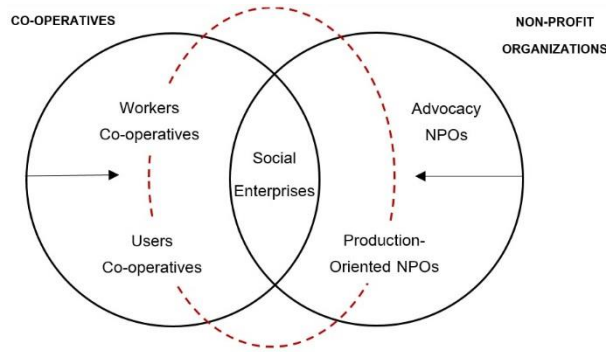 CO-OPERATIVES
NON-PROFIT
ORGANIZATIONS
Workers
Co-operatives
Advocacy
NPOs
Social
Enterprises
Users
Co-operatives
Production-
Oriented NPOs